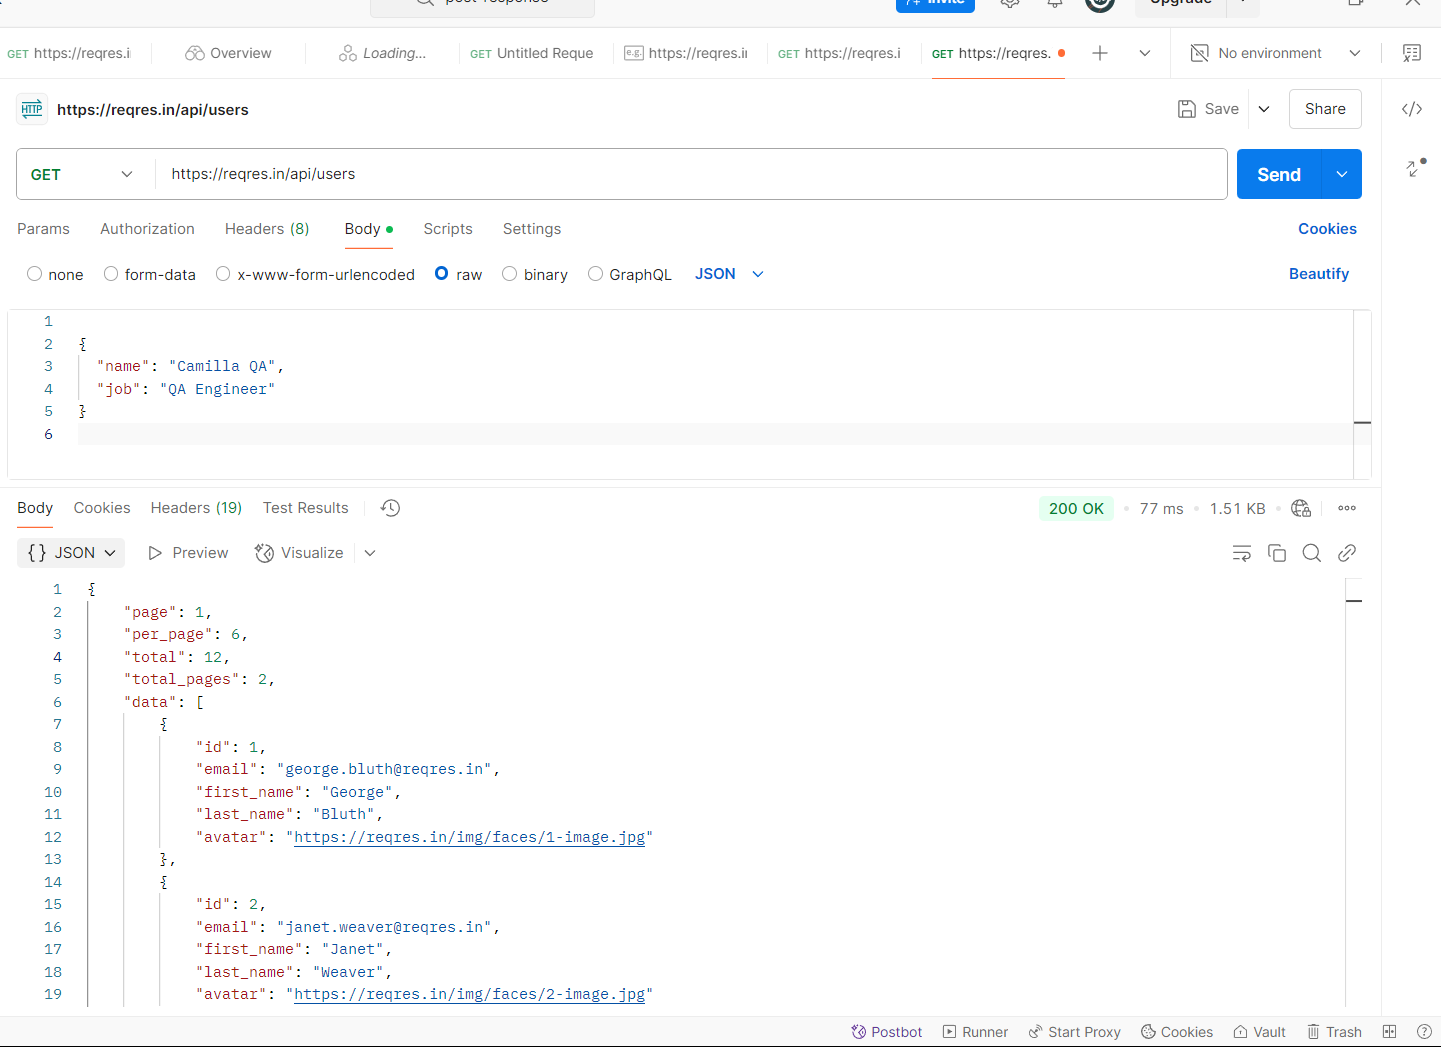 post response
Invite
Upgrade
GET https://reqres.i
Overview
Loading...
GET Untitled Reque
e.g. https://reqres.i
GET https://reqres.i
GET https://reqres.
No environment
HTTP https://reqres.in/api/users
Save
Share
GET
https://reqres.in/api/users
Send
Params
Authorization
Headers (8)
Body
Scripts
Settings
Cookies
none
form-data
x-www-form-urlencoded
raw
binary
GraphQL
JSON
Beautify
1
2 {
3 "name": "Camilla QA",
4 "job": "QA Engineer"
5 }
6
Body
Cookies
Headers (19)
Test Results
200 OK
77 ms
1.51 KB
{} JSON
Preview
Visualize
1 {
2 "page": 1,
3 "per_page": 6,
4 "total": 12,
5 "total_pages": 2,
6 "data": [
7 {
8 "id": 1,
9 "email": "george.bluth@reqres.in",
10 "first_name": "George",
11 "last_name": "Bluth",
12 "avatar": "https://reqres.in/img/faces/1-image.jpg"
13 },
14 {
15 "id": 2,
16 "email": "janet.weaver@reqres.in",
17 "first_name": "Janet",
18 "last_name": "Weaver",
19 "avatar": "https://reqres.in/img/faces/2-image.jpg"
Postbot
Runner
Start Proxy
Cookies
Vault
Trash